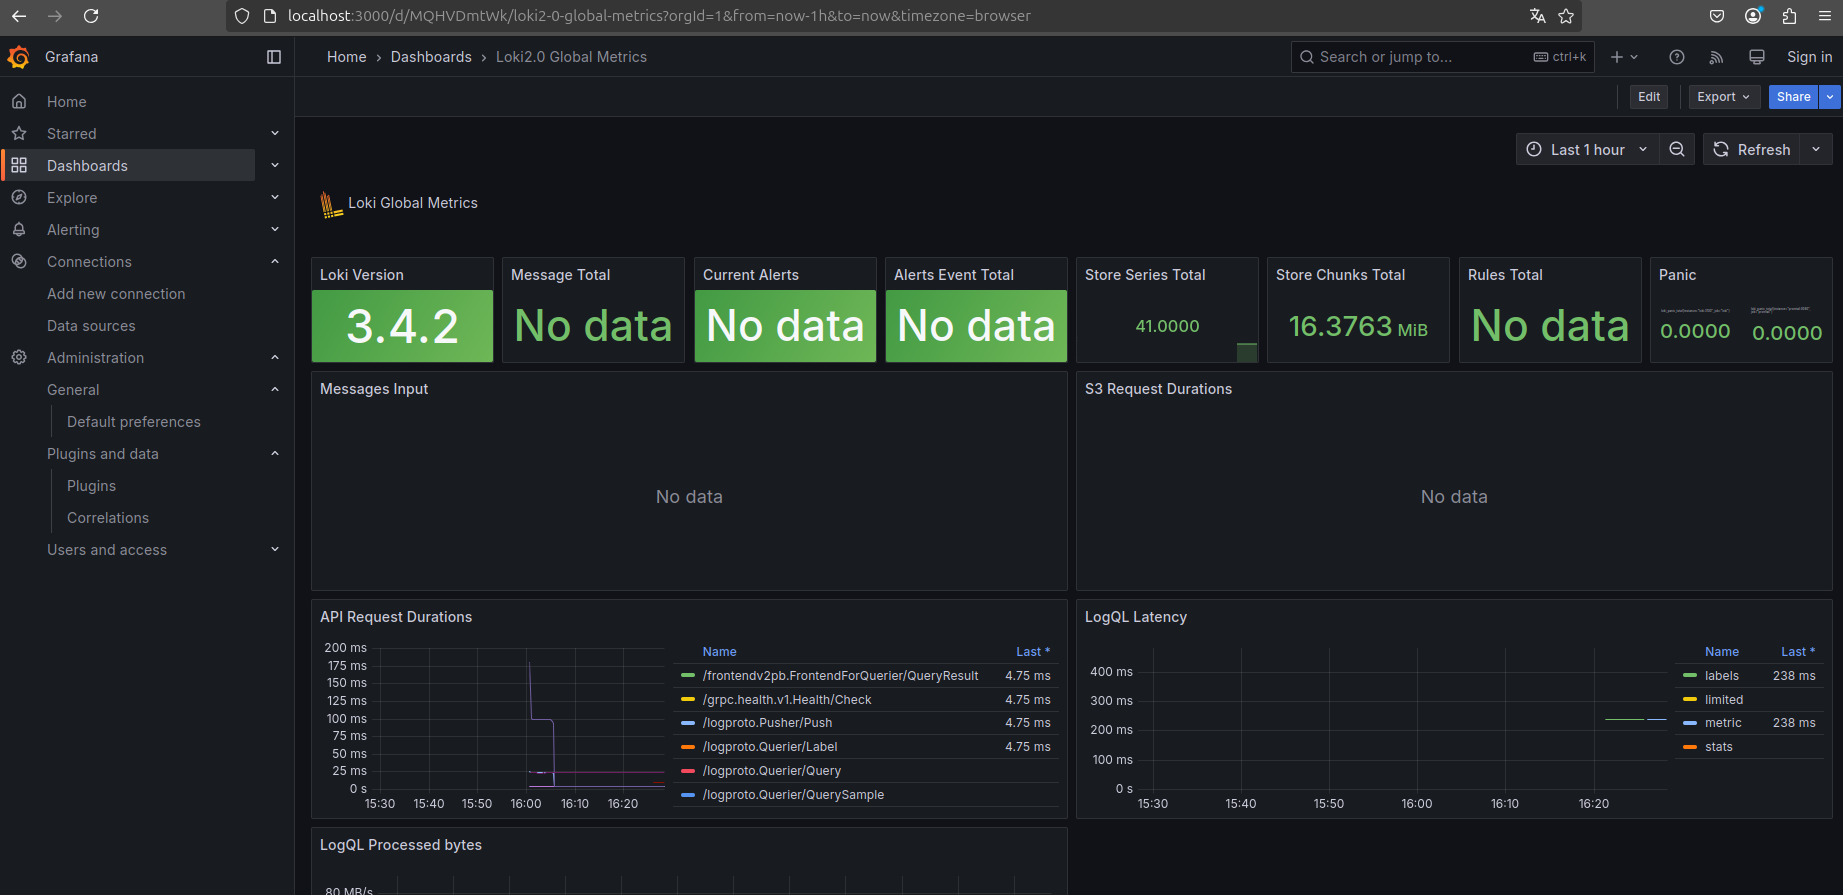 localhost:3000/d/MQHVDmtWk/loki2-0-global-metrics?orgId=1&from=now-1h&to=now&timezone=browser
Grafana
Home › Dashboards › Loki2.0 Global Metrics
Search or jump to... ctrl+k
Sign in
Home
Starred
Dashboards
Explore
Alerting
Connections
Add new connection
Data sources
Administration
General
Default preferences
Plugins and data
Plugins
Correlations
Users and access
Edit Export Share
Last 1 hour Refresh
Loki Global Metrics
Loki Version
3.4.2
Message Total
No data
Current Alerts
No data
Alerts Event Total
No data
Store Series Total
41.0000
Store Chunks Total
16.3763 MiB
Rules Total
No data
Panic
0.0000
0.0000
Messages Input
No data
S3 Request Durations
No data
API Request Durations
200 ms
175 ms
150 ms
125 ms
100 ms
75 ms
50 ms
25 ms
0 s
15:30 15:40 15:50 16:00 16:10 16:20
Name Last *
/frontendv2pb.FrontendForQuerier/QueryResult 4.75 ms
/grpc.health.v1.Health/Check 4.75 ms
/logproto.Pusher/Push 4.75 ms
/logproto.Querier/Label 4.75 ms
/logproto.Querier/Query
/logproto.Querier/QuerySample
LogQL Latency
400 ms
300 ms
200 ms
100 ms
0 s
15:30 15:40 15:50 16:00 16:10 16:20
Name Last *
labels 238 ms
limited
metric 238 ms
stats
LogQL Processed bytes
80 MB/s